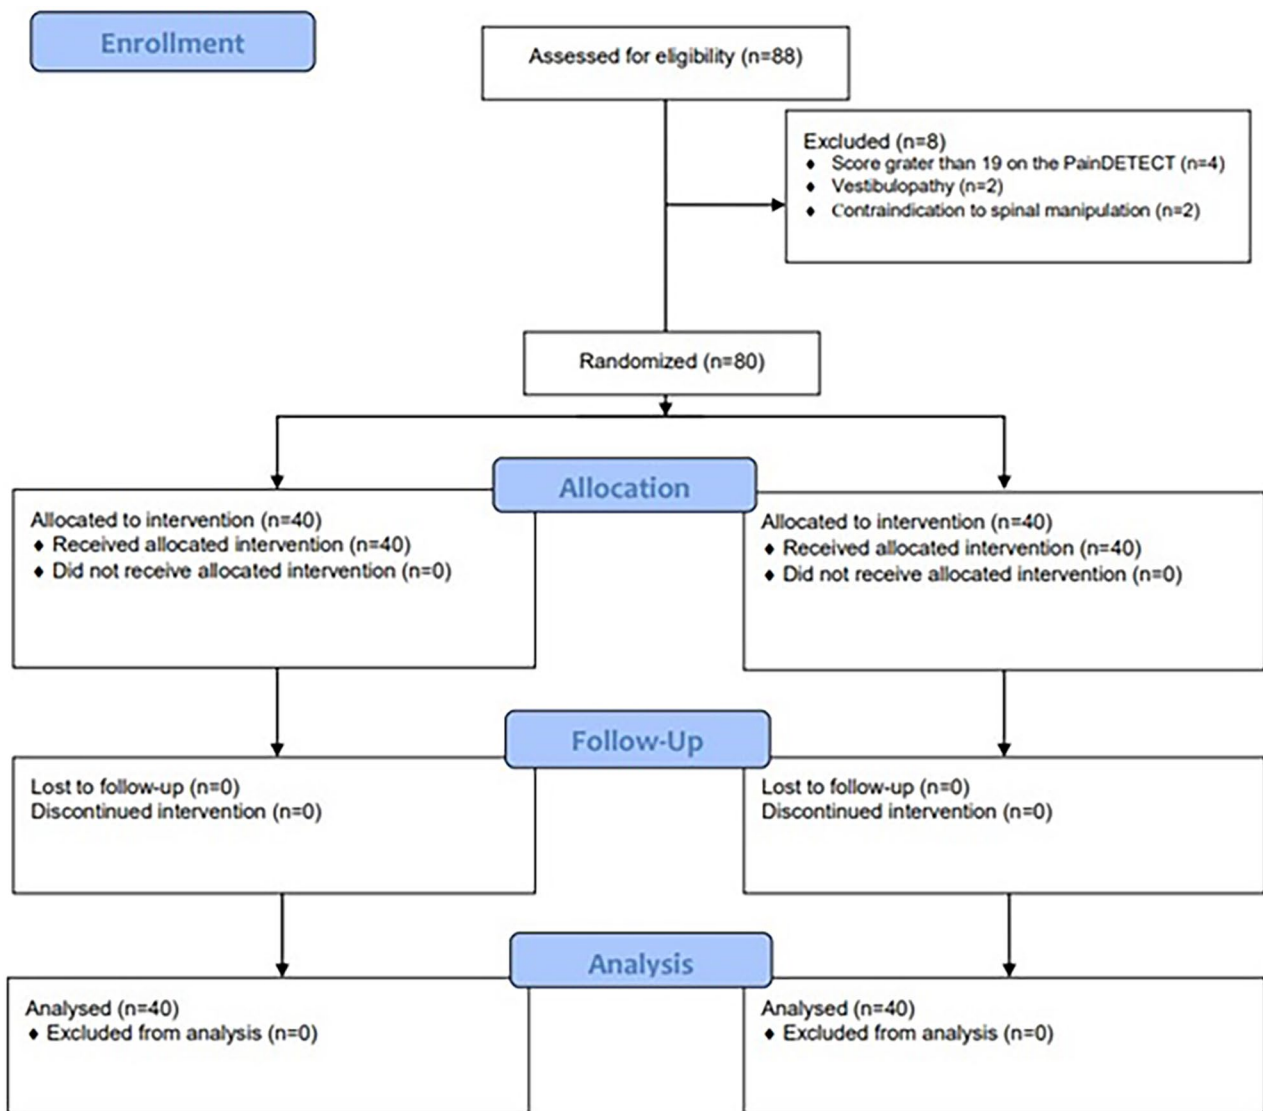 Enrollment
Assessed for eligibility (n=88)
Excluded (n=8)
♦ Score grater than 19 on the PainDETECT (n=4)
♦ Vestibulopathy (n=2)
♦ Contraindication to spinal manipulation (n=2)
Randomized (n=80)
Allocation
Allocated to intervention (n=40)
♦ Received allocated intervention (n=40)
♦ Did not receive allocated intervention (n=0)
Allocated to intervention (n=40)
♦ Received allocated intervention (n=40)
♦ Did not receive allocated intervention (n=0)
Follow-Up
Lost to follow-up (n=0)
Discontinued intervention (n=0)
Lost to follow-up (n=0)
Discontinued intervention (n=0)
Analysis
Analysed (n=40)
♦ Excluded from analysis (n=0)
Analysed (n=40)
♦ Excluded from analysis (n=0)